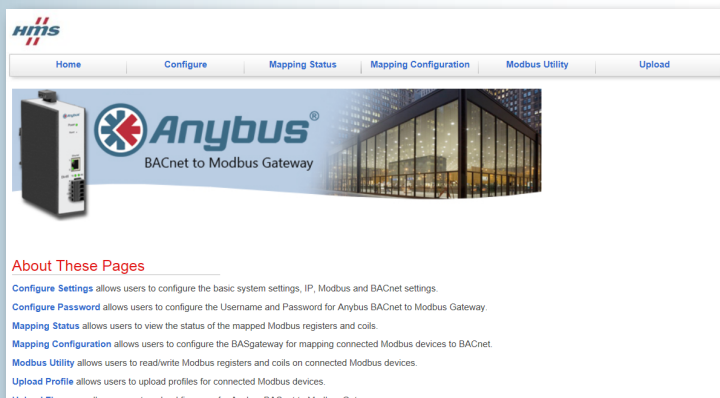 HMS
Home Configure Mapping Status Mapping Configuration Modbus Utility Upload
Anybus®
BACnet to Modbus Gateway
Anybus
About These Pages
Configure Settings allows users to configure the basic system settings, IP, Modbus and BACnet settings.
Configure Password allows users to configure the Username and Password for Anybus BACnet to Modbus Gateway.
Mapping Status allows users to view the status of the mapped Modbus registers and coils.
Mapping Configuration allows users to configure the BASgateway for mapping connected Modbus devices to BACnet.
Modbus Utility allows users to read/write Modbus registers and coils on connected Modbus devices.
Upload Profile allows users to upload profiles for connected Modbus devices.